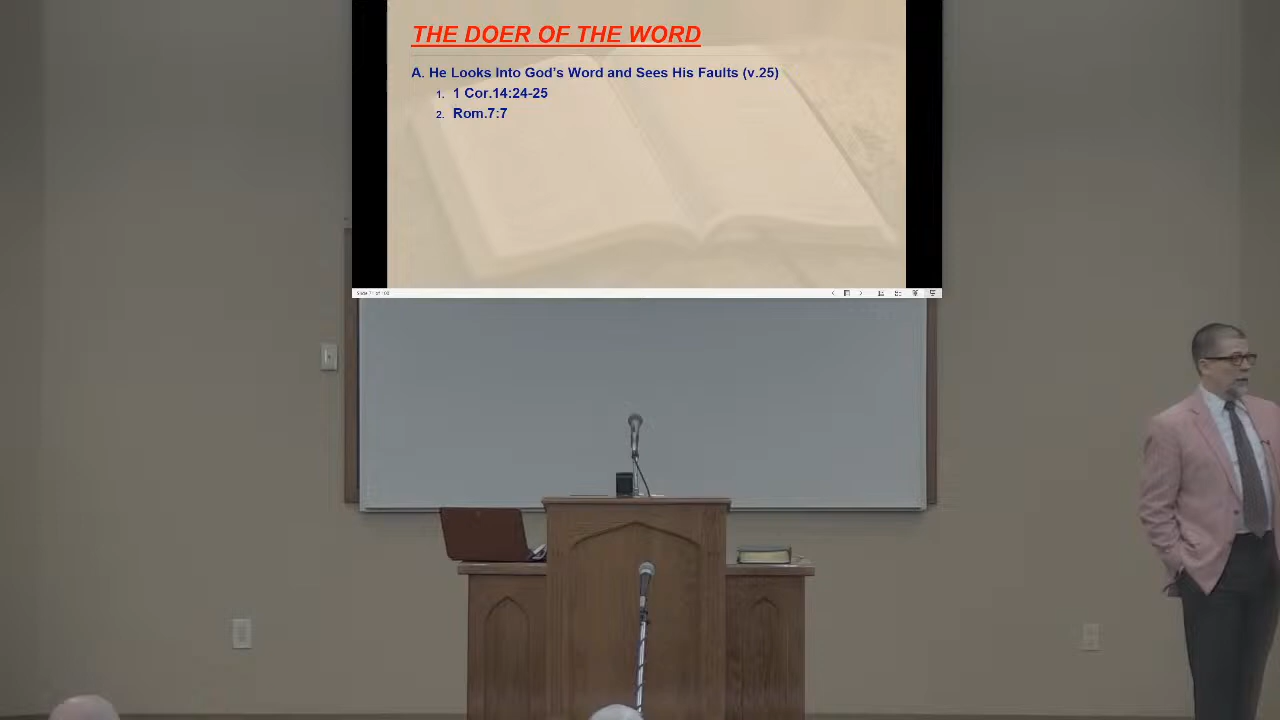 THE DOER OF THE WORD
A. He Looks Into God's Word and Sees His Faults (v.25)
1. 1 Cor.14:24-25
2. Rom.7:7